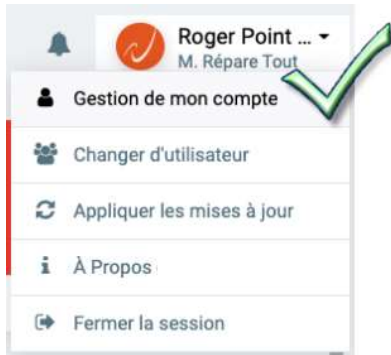 Roger Point ...
M. Répare Tout
Gestion de mon compte
Changer d'utilisateur
Appliquer les mises à jour
À Propos
Fermer la session